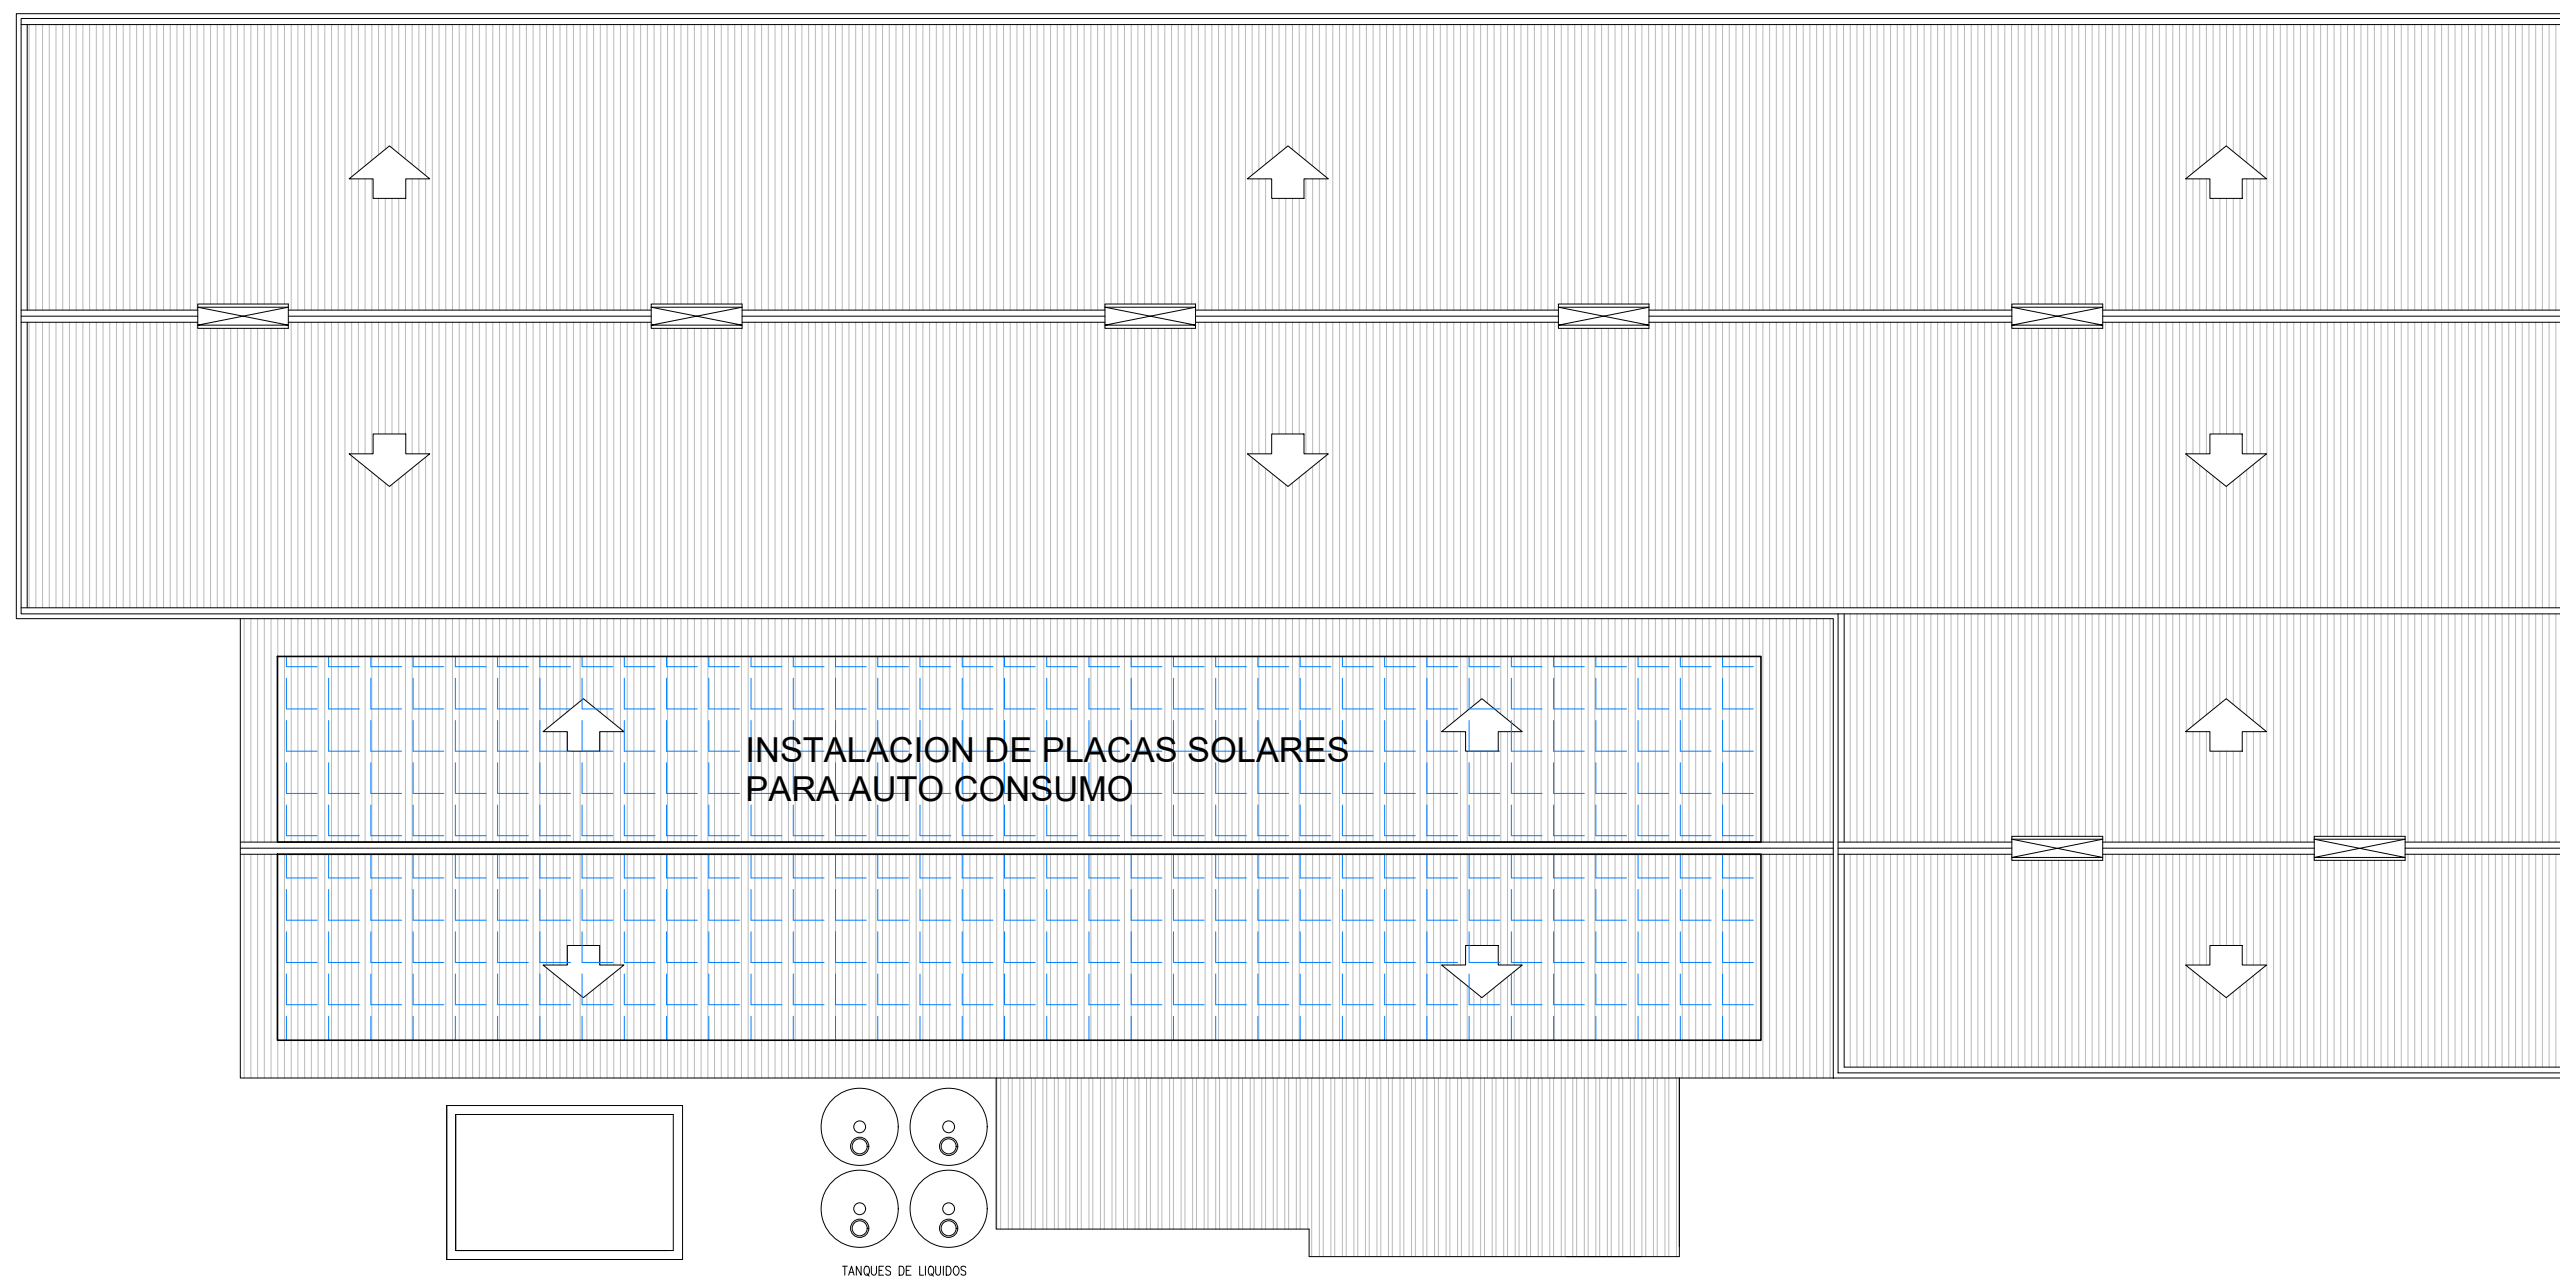 INSTALACION DE PLACAS SOLARES
PARA AUTO CONSUMO
TANQUES DE LIQUIDOS